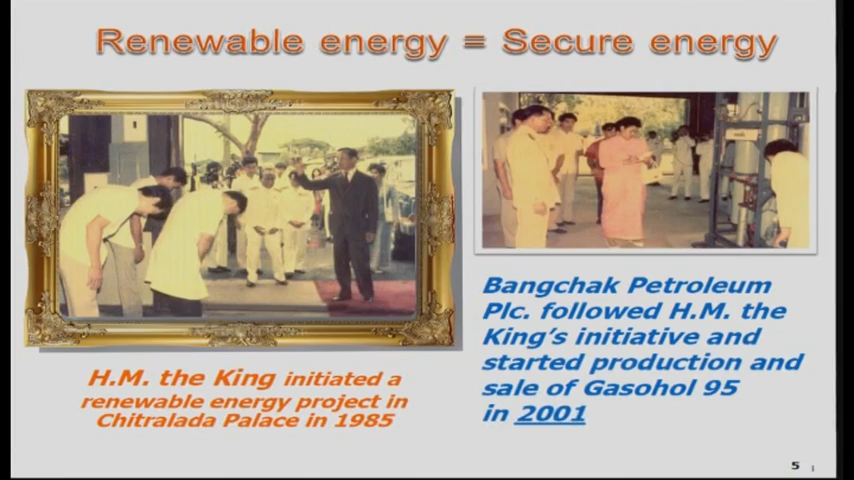 Renewable energy = Secure energy
H.M. the King initiated a
renewable energy project in
Chitralada Palace in 1985
Bangchak Petroleum
Plc. followed H.M. the
King's initiative and
started production and
sale of Gasohol 95
in 2001
5